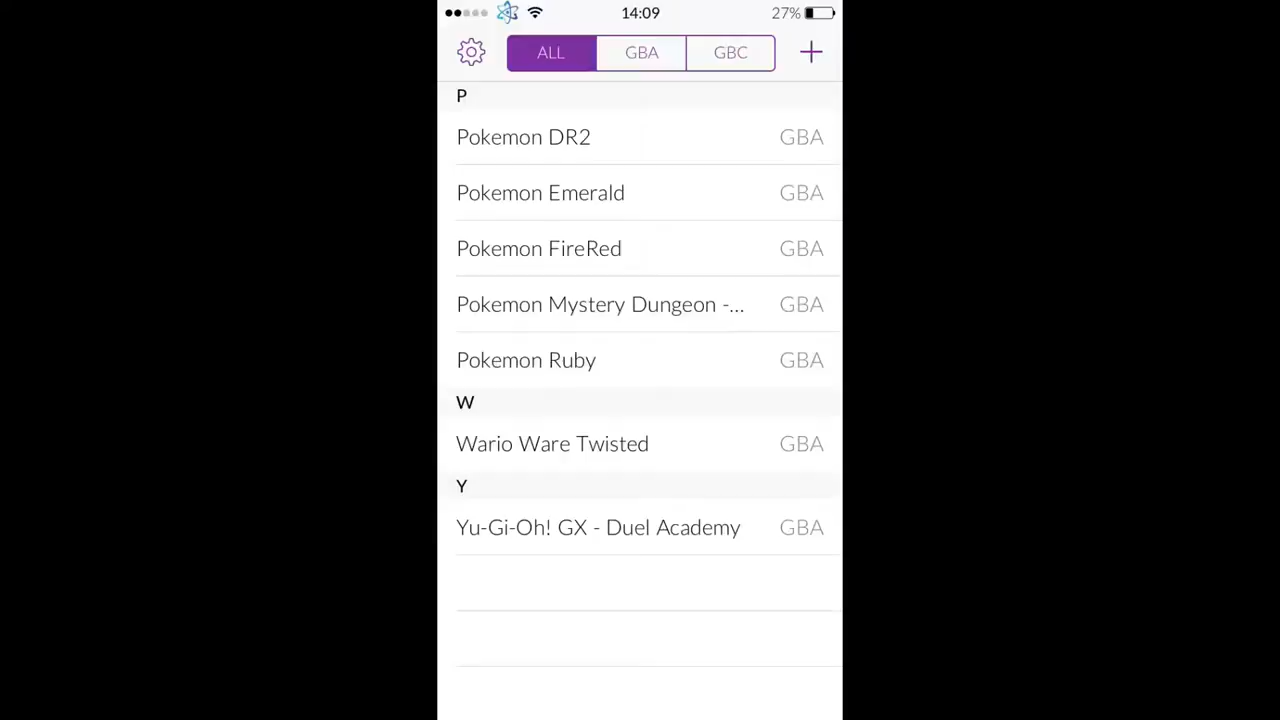 14:09 27%
ALL GBA GBC
P
Pokemon DR2 GBA
Pokemon Emerald GBA
Pokemon FireRed GBA
Pokemon Mystery Dungeon -... GBA
Pokemon Ruby GBA
W
Wario Ware Twisted GBA
Y
Yu-Gi-Oh! GX - Duel Academy GBA